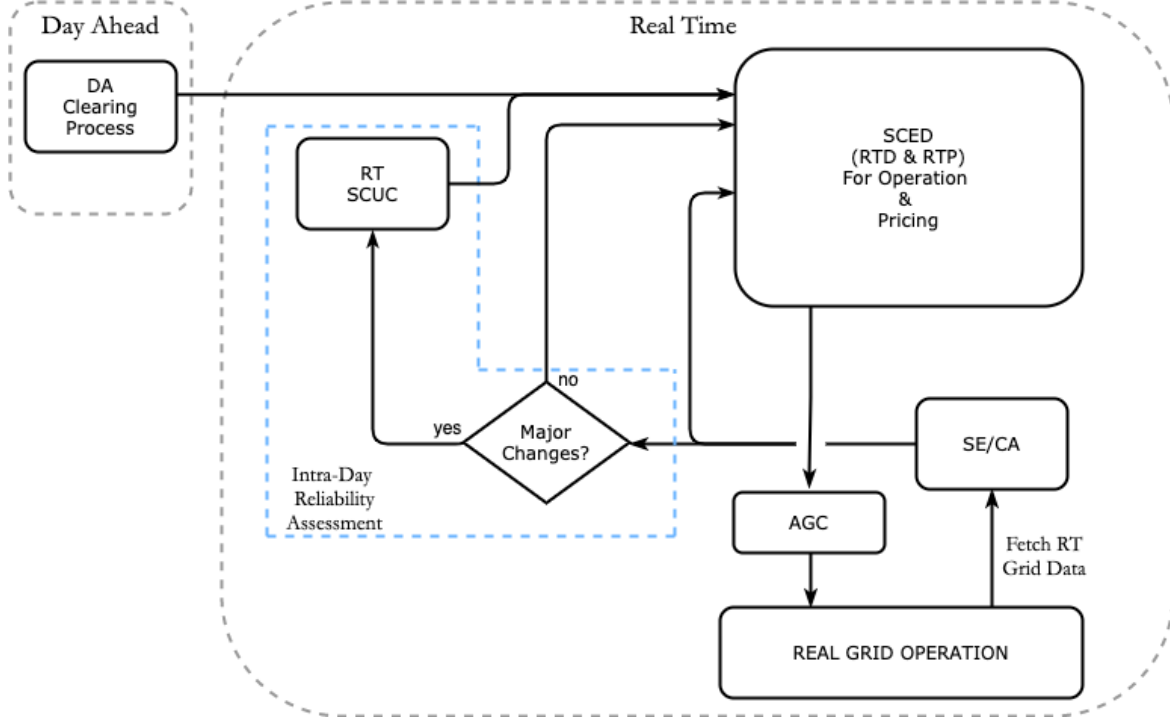 Day Ahead
Real Time
DA
Clearing
Process
SCED
(RTD & RTP)
For Operation
&
Pricing
RT
SCUC
no
yes
Major
Changes?
SE/CA
Intra-Day
Reliability
Assessment
AGC
Fetch RT
Grid Data
REAL GRID OPERATION